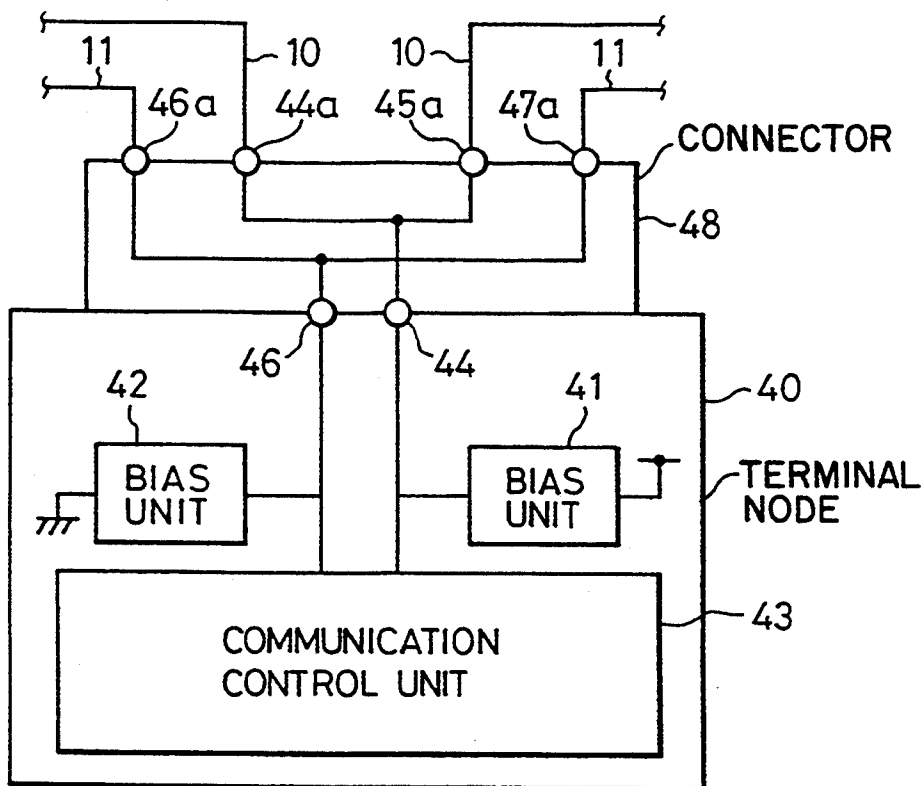 11
10
10
11
46a
44a
45a
47a
CONNECTOR
48
46
44
40
42
41
BIAS
UNIT
BIAS
UNIT
TERMINAL
NODE
43
COMMUNICATION
CONTROL UNIT